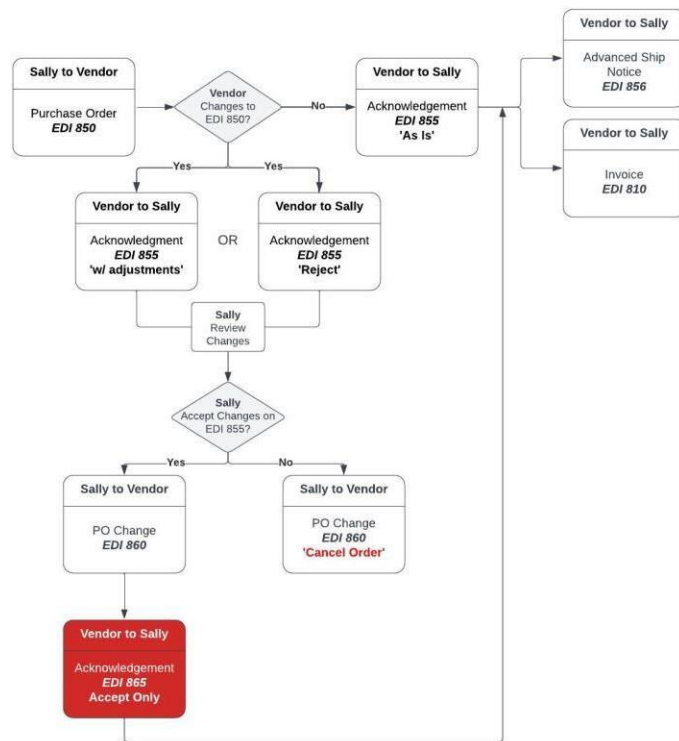 Vendor to Sally
Advanced Ship
Notice
EDI 856
Sally to Vendor
Purchase Order
EDI 850
Vendor
Changes to
EDI 850?
No
Vendor to Sally
Acknowledgement
EDI 855
'As Is'
Vendor to Sally
Invoice
EDI 810
Yes
Yes
Vendor to Sally
Acknowledgment
EDI 855
'w/ adjustments'
OR
Vendor to Sally
Acknowledgement
EDI 855
'Reject'
Sally
Review
Changes
Sally
Accept Changes on
EDI 855?
Yes
No
Sally to Vendor
PO Change
EDI 860
Sally to Vendor
PO Change
EDI 860
'Cancel Order'
Vendor to Sally
Acknowledgement
EDI 865
Accept Only